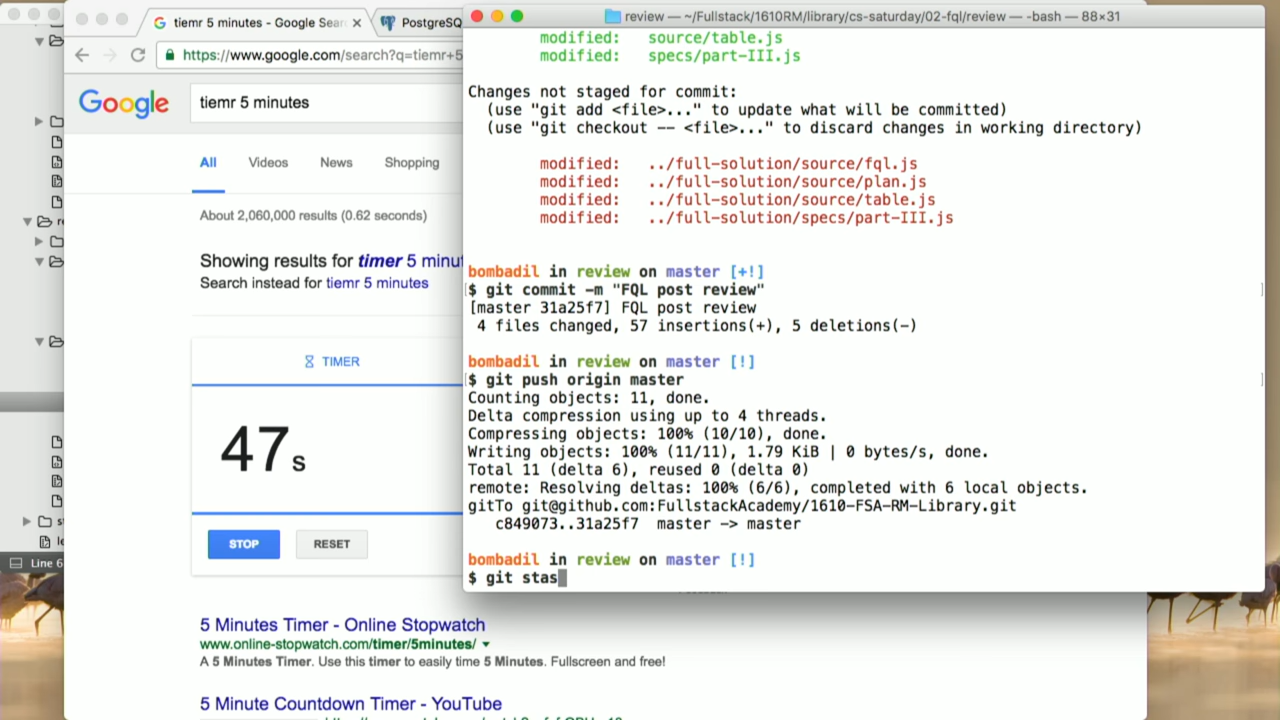 tiemr 5 minutes - Google Sear
PostgreSQ
https://www.google.com/search?q=tiemr+5
Google
tiemr 5 minutes
All
Videos
News
Shopping
About 2,060,000 results (0.62 seconds)
Showing results for timer 5 minut
Search instead for tiemr 5 minutes
TIMER
47s
STOP
RESET
5 Minutes Timer - Online Stopwatch
www.online-stopwatch.com/timer/5minutes/
A 5 Minutes Timer. Use this timer to easily time 5 Minutes. Fullscreen and free!
5 Minute Countdown Timer - YouTube
Line 6
review — ~/Fullstack/1610RM/library/cs-saturday/02-fql/review — -bash — 88×31
modified: source/table.js
modified: specs/part-III.js
Changes not staged for commit:
(use "git add <file>..." to update what will be committed)
(use "git checkout -- <file>..." to discard changes in working directory)
modified: ../full-solution/source/fql.js
modified: ../full-solution/source/plan.js
modified: ../full-solution/source/table.js
modified: ../full-solution/specs/part-III.js
bombadil in review on master [+!]
$ git commit -m "FQL post review"
[master 31a25f7] FQL post review
4 files changed, 57 insertions(+), 5 deletions(-)
bombadil in review on master [!]
$ git push origin master
Counting objects: 11, done.
Delta compression using up to 4 threads.
Compressing objects: 100% (10/10), done.
Writing objects: 100% (11/11), 1.79 KiB | 0 bytes/s, done.
Total 11 (delta 6), reused 0 (delta 0)
remote: Resolving deltas: 100% (6/6), completed with 6 local objects.
gitTo git@github.com:FullstackAcademy/1610-FSA-RM-Library.git
c849073..31a25f7 master -> master
bombadil in review on master [!]
$ git stas